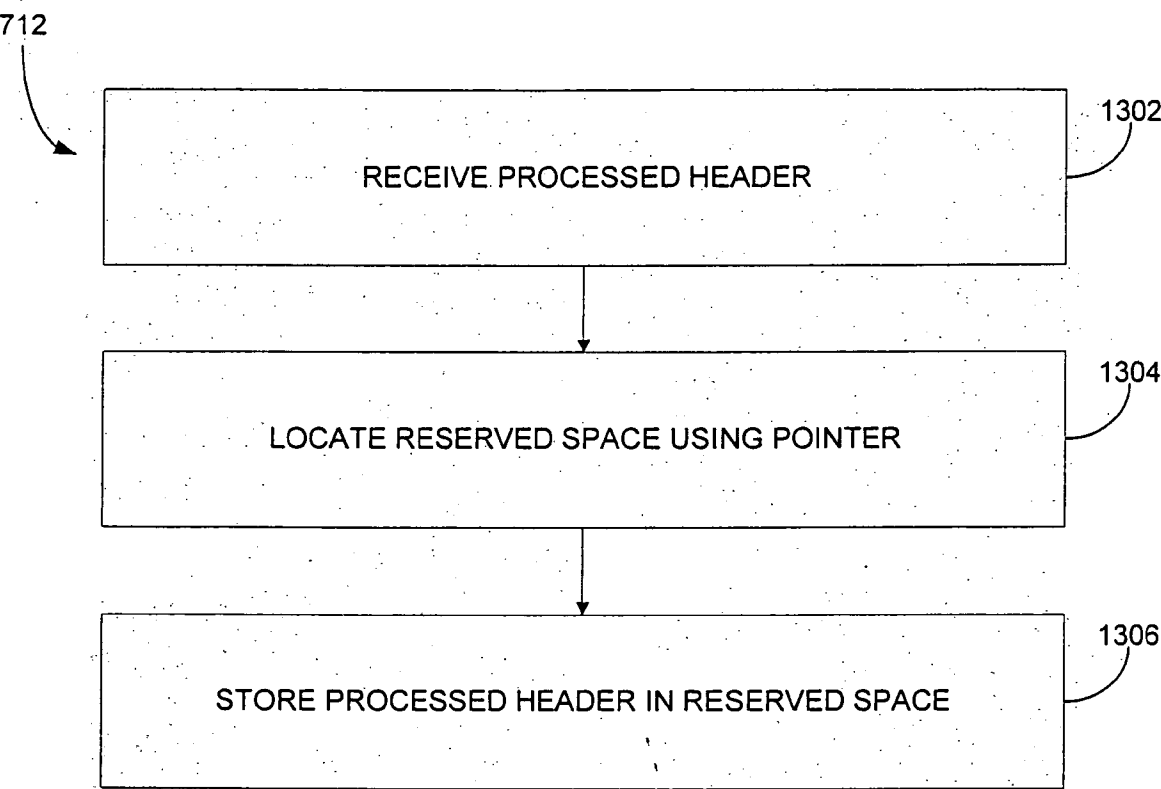 712
1302
RECEIVE PROCESSED HEADER
1304
LOCATE RESERVED SPACE USING POINTER
1306
STORE PROCESSED HEADER IN RESERVED SPACE